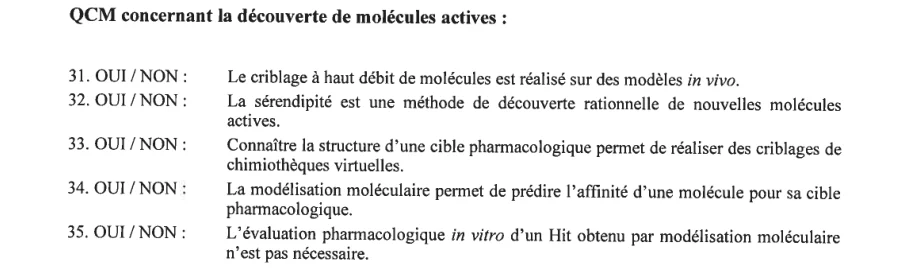 QCM concernant la découverte de molécules actives :
31. OUI / NON : Le criblage à haut débit de molécules est réalisé sur des modèles in vivo.
32. OUI / NON : La sérendipité est une méthode de découverte rationnelle de nouvelles molécules
actives.
33. OUI / NON : Connaître la structure d'une cible pharmacologique permet de réaliser des criblages de
chimiothèques virtuelles.
34. OUI / NON : La modélisation moléculaire permet de prédire l'affinité d'une molécule pour sa cible
pharmacologique.
35. OUI / NON : L'évaluation pharmacologique in vitro d'un Hit obtenu par modélisation moléculaire
n'est pas nécessaire.